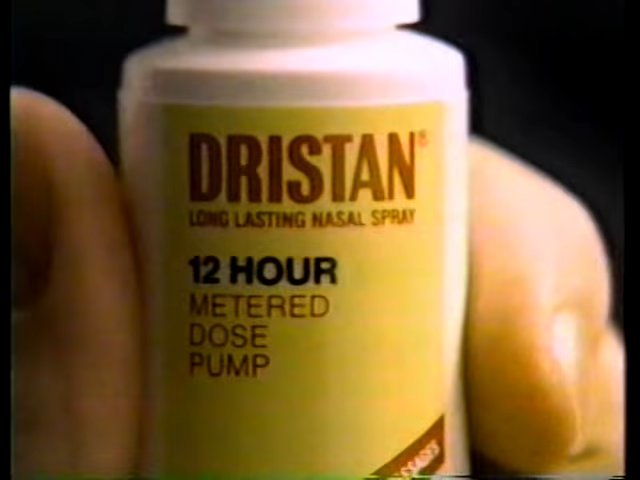 DRISTAN®
LONG LASTING NASAL SPRAY
12 HOUR
METERED
DOSE
PUMP